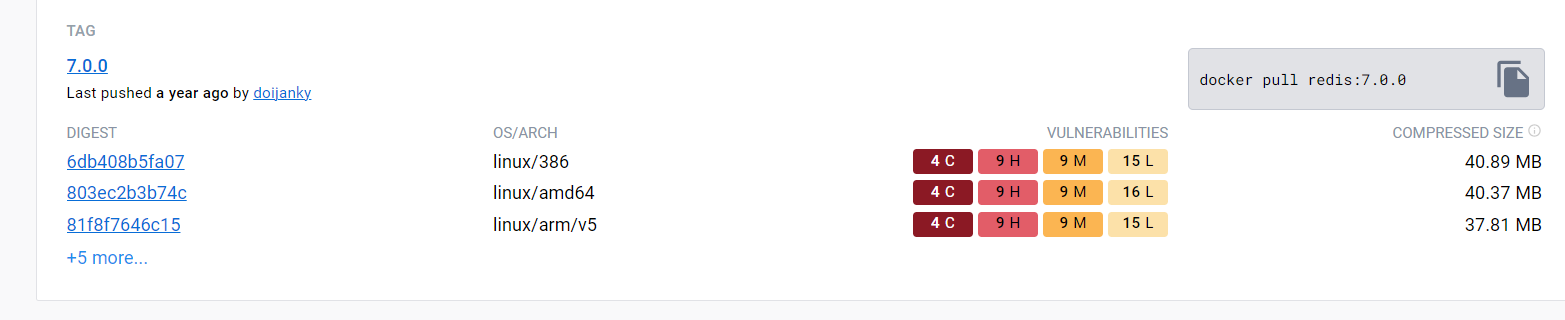 TAG
7.0.0
Last pushed a year ago by doijanky
docker pull redis:7.0.0
DIGEST OS/ARCH VULNERABILITIES COMPRESSED SIZE
6db408b5fa07 linux/386 4 C 9 H 9 M 15 L 40.89 MB
803ec2b3b74c linux/amd64 4 C 9 H 9 M 16 L 40.37 MB
81f8f7646c15 linux/arm/v5 4 C 9 H 9 M 15 L 37.81 MB
+5 more...